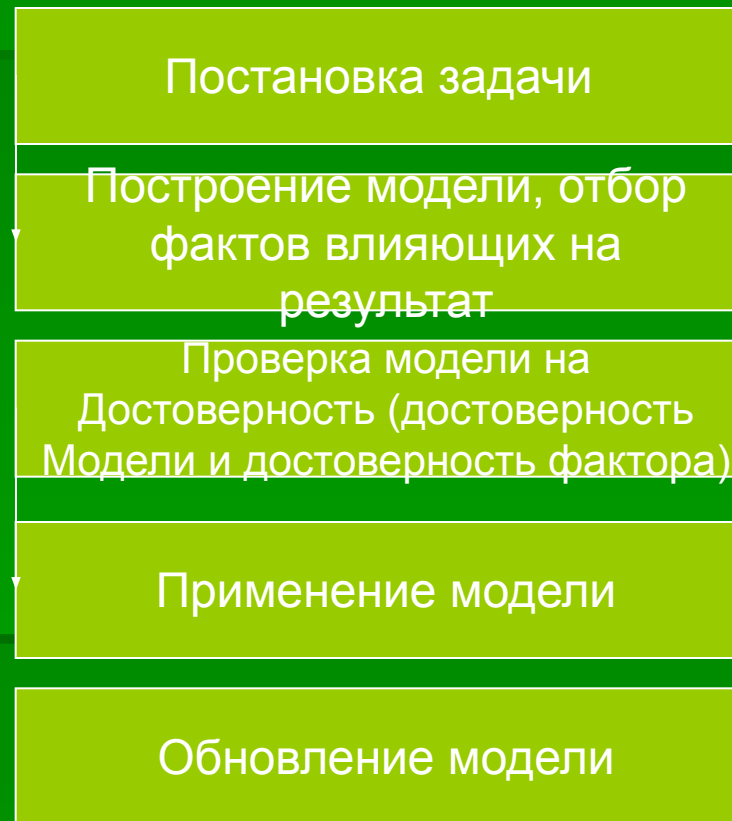 Постановка задачи
Построение модели, отбор
фактов влияющих на
результат
Проверка модели на
Достоверность (достоверность
Модели и достоверность фактора)
Применение модели
Обновление модели